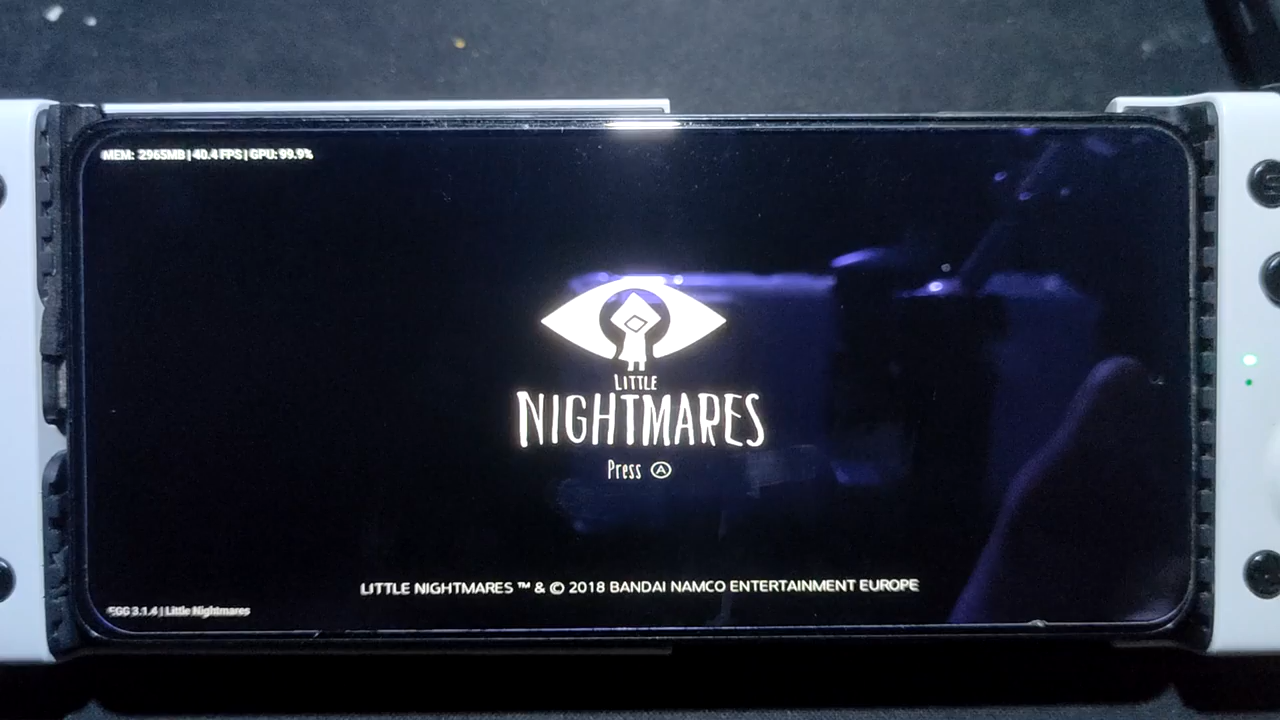 MEM: 2965MB | 40.4 FPS | GPU: 99.9%
LITTLE
NIGHTMARES
Press Ⓐ
LITTLE NIGHTMARES ™ & © 2018 BANDAI NAMCO ENTERTAINMENT EUROPE
EGG 3.1.4 | Little Nightmares